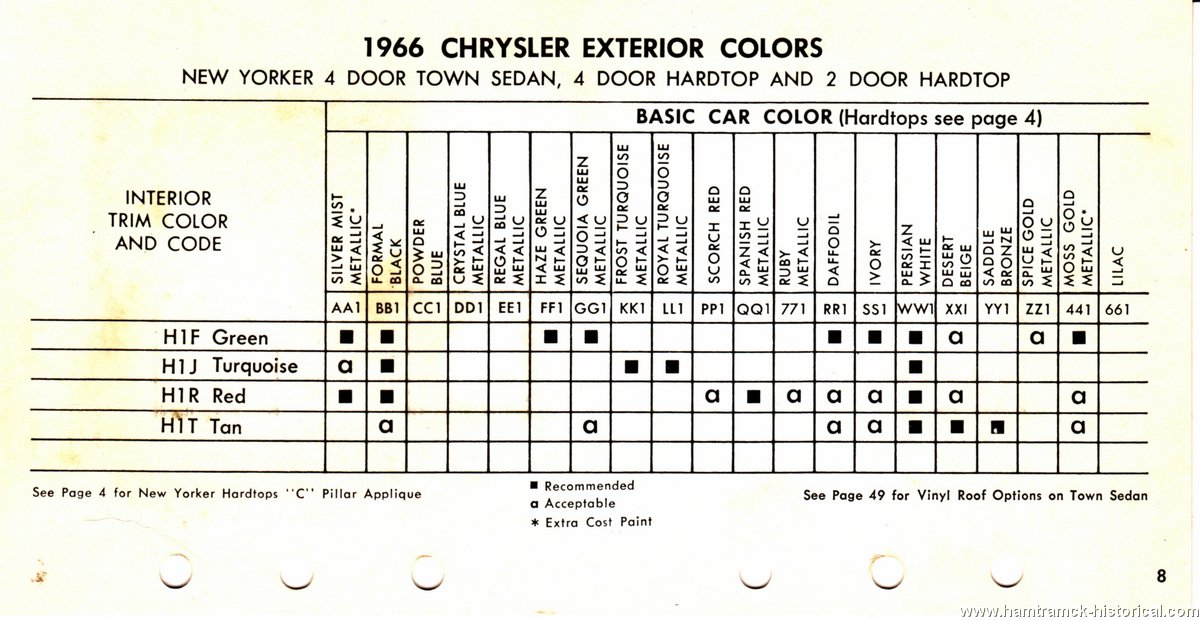 1966 CHRYSLER EXTERIOR COLORS
NEW YORKER 4 DOOR TOWN SEDAN, 4 DOOR HARDTOP AND 2 DOOR HARDTOP
BASIC CAR COLOR (Hardtops see page 4)
INTERIOR
TRIM COLOR
AND CODE
SILVER MIST
METALLIC*
FORMAL
BLACK
POWDER
BLUE
CRYSTAL BLUE
METALLIC
REGAL BLUE
METALLIC
HAZE GREEN
METALLIC
SEQUOIA GREEN
METALLIC
FROST TURQUOISE
METALLIC
ROYAL TURQUOISE
METALLIC
SCORCH RED
SPANISH RED
METALLIC
RUBY
METALLIC
DAFFODIL
IVORY
PERSIAN
WHITE
DESERT
BEIGE
SADDLE
BRONZE
SPICE GOLD
METALLIC
MOSS GOLD
METALLIC*
LILAC
AA1 BB1 CC1 DD1 EE1 FF1 GG1 KK1 LL1 PP1 QQ1 771 RR1 SS1 WW1 XXI YY1 ZZ1 441 661
H1F Green ■ ■ ■ ■ ■ ■ ■ a a ■
H1J Turquoise a ■ ■ ■ ■
H1R Red ■ ■ a ■ a a a ■ a a
H1T Tan a a a a ■ ■ ■ a
See Page 4 for New Yorker Hardtops "C" Pillar Applique
■ Recommended
a Acceptable
* Extra Cost Paint
See Page 49 for Vinyl Roof Options on Town Sedan
8
www.hamtramck-historical.com